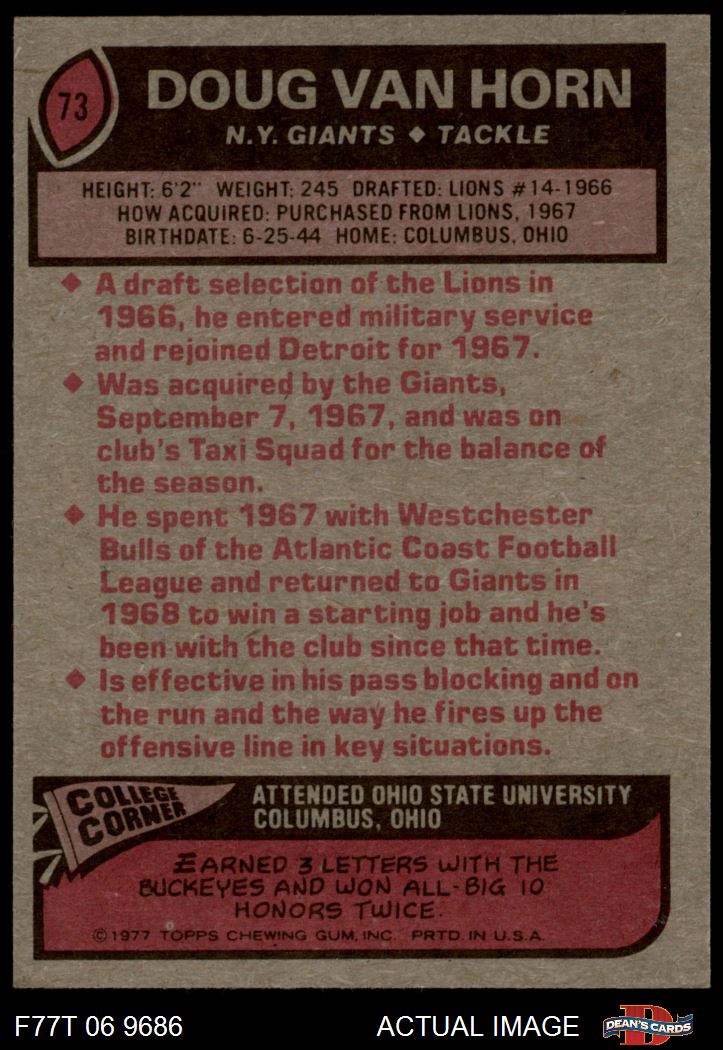 73
DOUG VAN HORN
N.Y. GIANTS ♦ TACKLE
HEIGHT: 6'2" WEIGHT: 245 DRAFTED: LIONS #14-1966
HOW ACQUIRED: PURCHASED FROM LIONS, 1967
BIRTHDATE: 6-25-44 HOME: COLUMBUS, OHIO
♦ A draft selection of the Lions in
1966, he entered military service
and rejoined Detroit for 1967.
♦ Was acquired by the Giants,
September 7, 1967, and was on
club's Taxi Squad for the balance of
the season.
♦ He spent 1967 with Westchester
Bulls of the Atlantic Coast Football
League and returned to Giants in
1968 to win a starting job and he's
been with the club since that time.
♦ Is effective in his pass blocking and on
the run and the way he fires up the
offensive line in key situations.
COLLEGE
CORNER
ATTENDED OHIO STATE UNIVERSITY
COLUMBUS, OHIO
EARNED 3 LETTERS WITH THE
BUCKEYES AND WON ALL-BIG 10
HONORS TWICE.
© 1977 TOPPS CHEWING GUM, INC. PRTD. IN U.S.A.
F77T 06 9686
ACTUAL IMAGE
D
DEAN'S CARDS